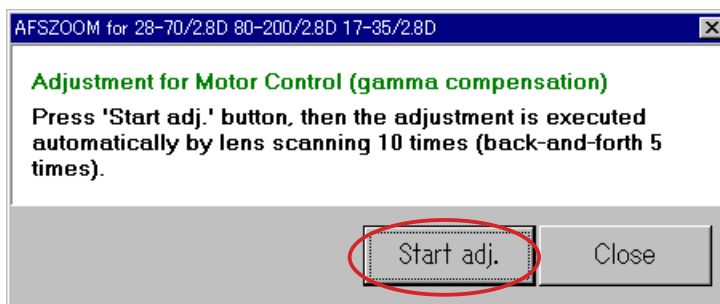 AFSZOOM for 28-70/2.8D 80-200/2.8D 17-35/2.8D
Adjustment for Motor Control (gamma compensation)
Press 'Start adj.' button, then the adjustment is executed
automatically by lens scanning 10 times (back-and-forth 5
times).
Start adj. Close